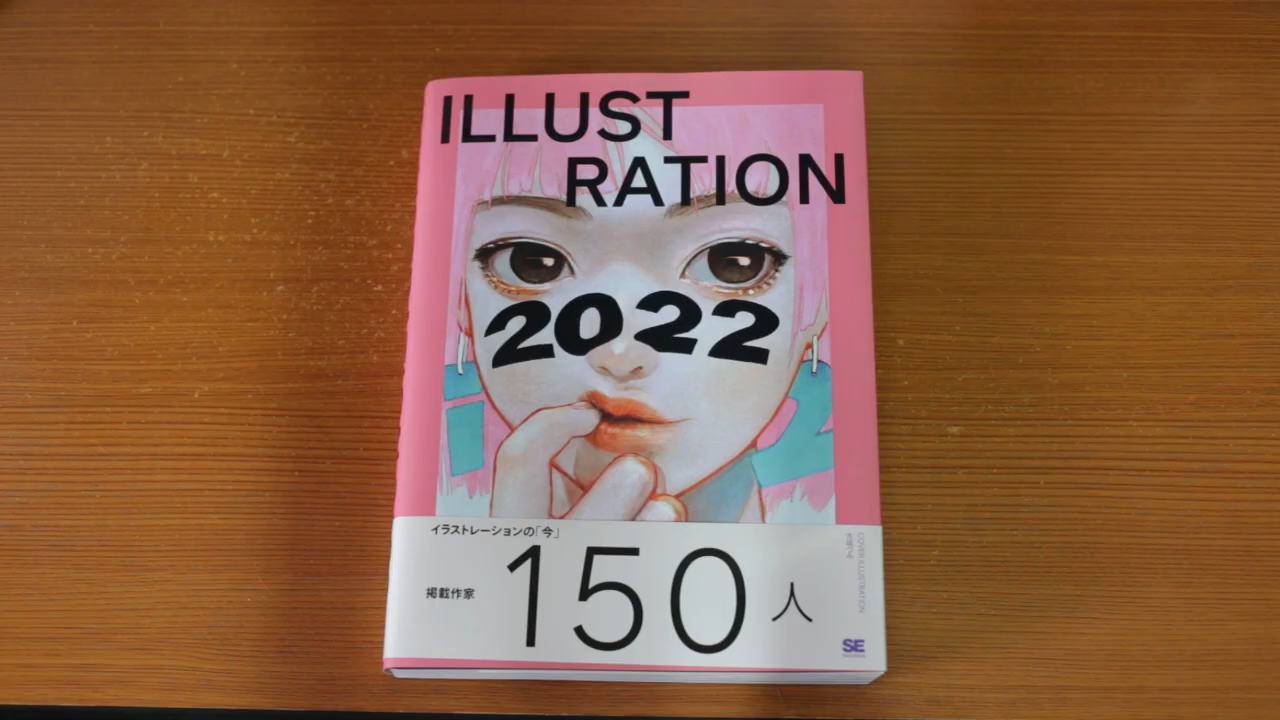 ILLUST
RATION
2022
イラストレーションの「今」
掲載作家
150人
COVER ILLUSTRATION
SE